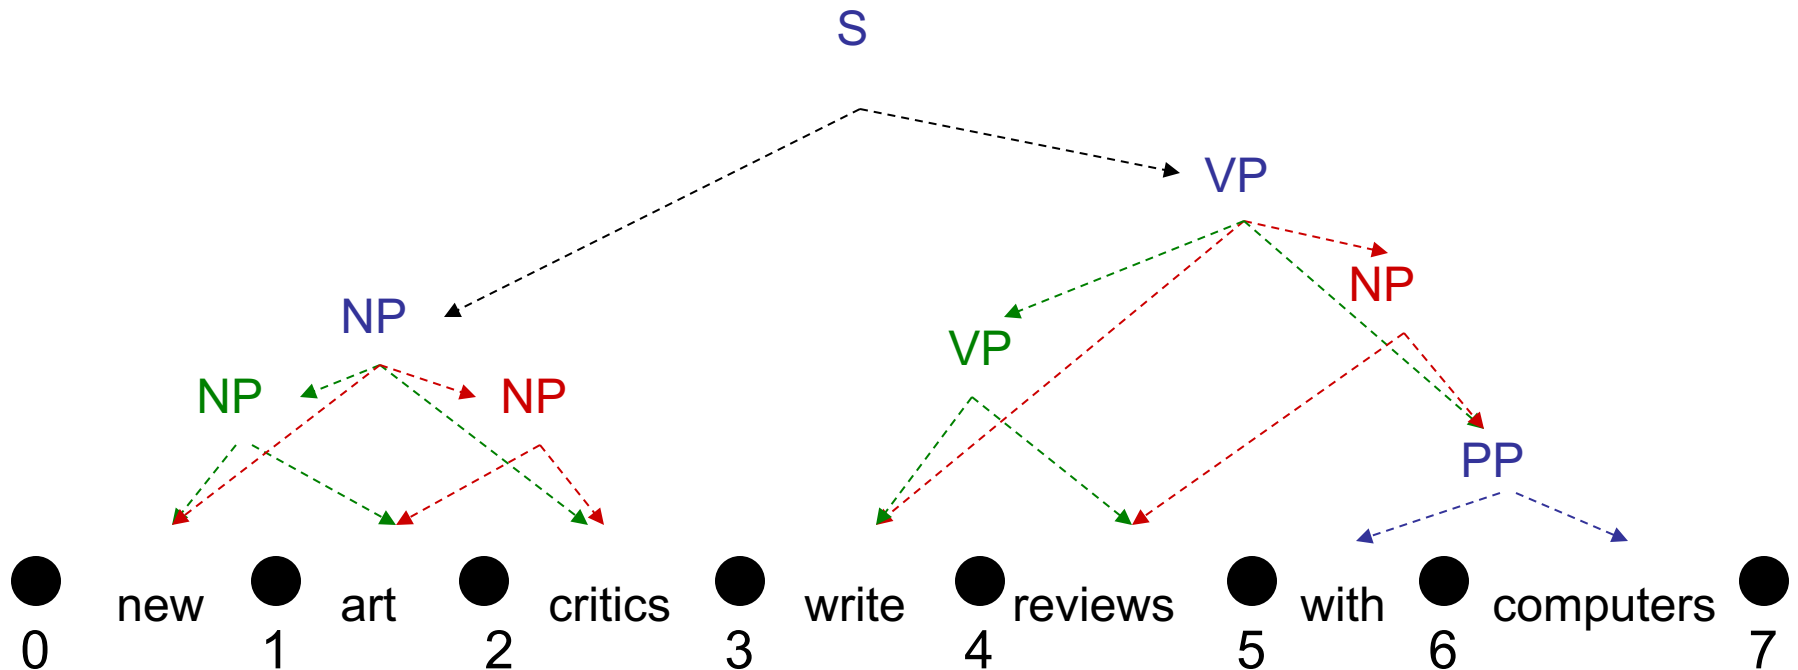 S
VP
NP
NP
VP
NP NP
PP
new art critics write reviews with computers
0 1 2 3 4 5 6 7